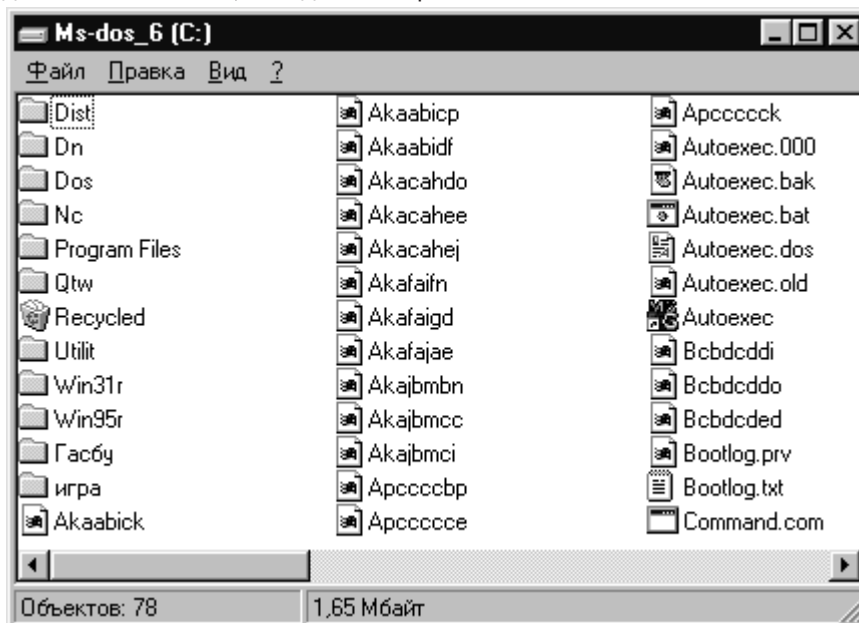 Ms-dos_6 (C:)
Файл Правка Вид ?
Dist
Dn
Dos
Nc
Program Files
Qtw
Recycled
Utilit
Win31r
Win95r
Гасбу
игра
Akaabick
Akaabicp
Akaabidf
Akacahdo
Akacahee
Akacahej
Akafaifn
Akafaigd
Akafajae
Akajbmbn
Akajbmcc
Akajbmci
Apccccbp
Apccccce
Apccccck
Autoexec.000
Autoexec.bak
Autoexec.bat
Autoexec.dos
Autoexec.old
Autoexec
Bcbdcddi
Bcbdcddo
Bcbdcded
Bootlog.prv
Bootlog.txt
Command.com
Объектов: 78
1,65 Мбайт